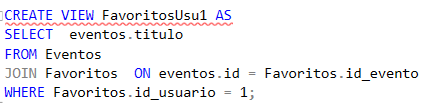 CREATE VIEW FavoritosUsu1 AS
SELECT  eventos.titulo
FROM Eventos
JOIN Favoritos  ON eventos.id = Favoritos.id_evento
WHERE Favoritos.id_usuario = 1;